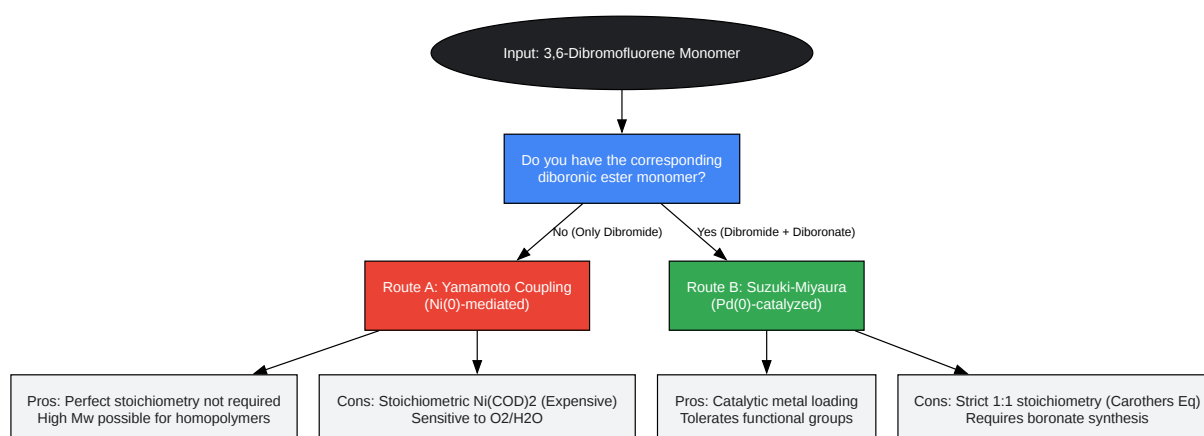 Input: 3,6-Dibromofluorene Monomer
Do you have the corresponding
diboronic ester monomer?
No (Only Dibromide)
Yes (Dibromide + Diboronate)
Route A: Yamamoto Coupling
(Ni(0)-mediated)
Route B: Suzuki-Miyaura
(Pd(0)-catalyzed)
Pros: Perfect stoichiometry not required
High Mw possible for homopolymers
Cons: Stoichiometric Ni(COD)2 (Expensive)
Sensitive to O2/H2O
Pros: Catalytic metal loading
Tolerates functional groups
Cons: Strict 1:1 stoichiometry (Carothers Eq)
Requires boronate synthesis